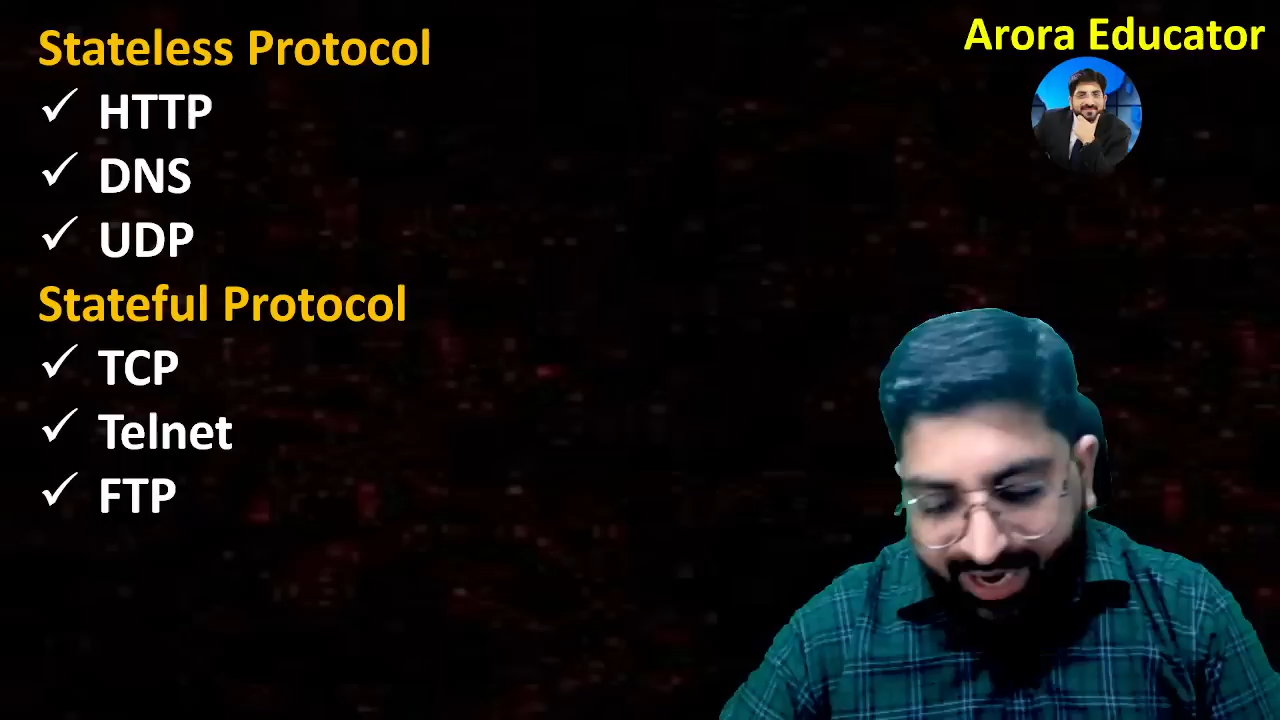 Stateless Protocol
✓ HTTP
✓ DNS
✓ UDP
Stateful Protocol
✓ TCP
✓ Telnet
✓ FTP
Arora Educator